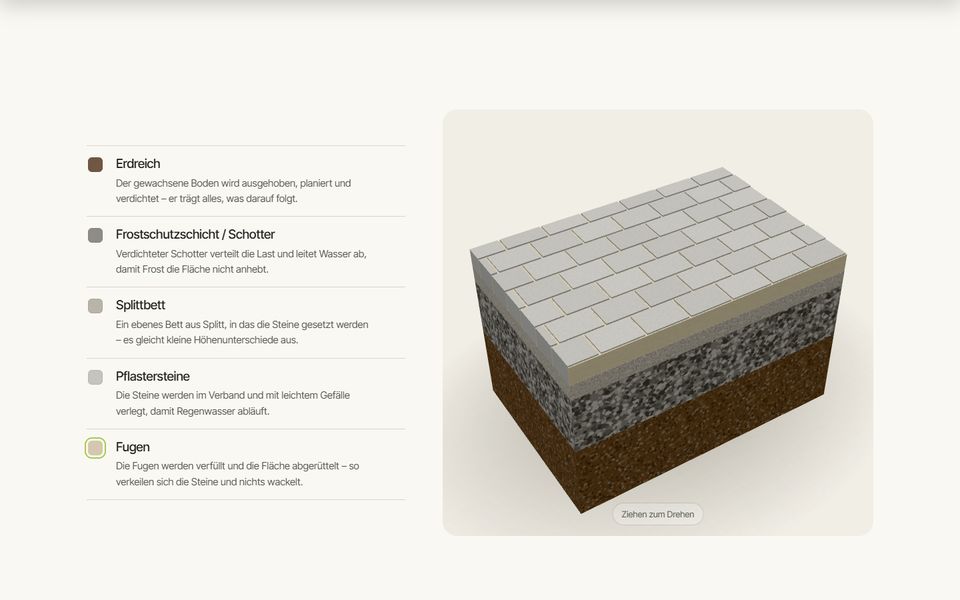 Erdreich
Der gewachsene Boden wird ausgehoben, planiert und
verdichtet – er trägt alles, was darauf folgt.
Frostschutzschicht / Schotter
Verdichteter Schotter verteilt die Last und leitet Wasser ab,
damit Frost die Fläche nicht anhebt.
Splittbett
Ein ebenes Bett aus Splitt, in das die Steine gesetzt werden
– es gleicht kleine Höhenunterschiede aus.
Pflastersteine
Die Steine werden im Verband und mit leichtem Gefälle
verlegt, damit Regenwasser abläuft.
Fugen
Die Fugen werden verfüllt und die Fläche abgerüttelt – so
verkeilen sich die Steine und nichts wackelt.
Ziehen zum Drehen